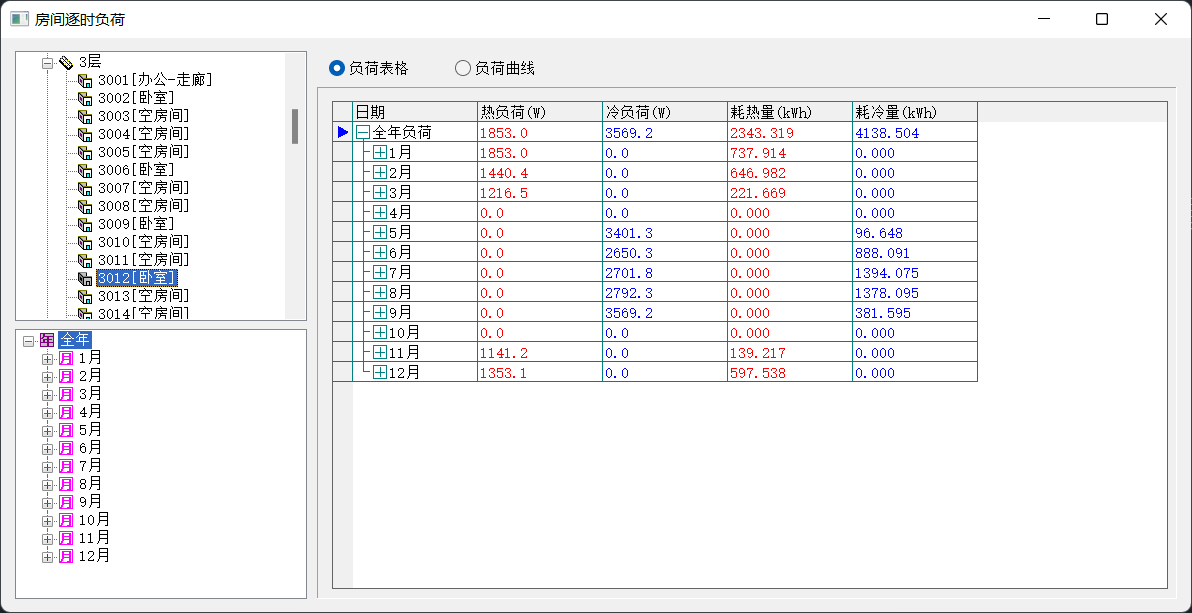 房间逐时负荷
3层
3001[办公-走廊]
3002[卧室]
3003[空房间]
3004[空房间]
3005[空房间]
3006[卧室]
3007[空房间]
3008[空房间]
3009[卧室]
3010[空房间]
3011[空房间]
3012[卧室]
3013[空房间]
3014[空房间]
年 全年
月 1月
月 2月
月 3月
月 4月
月 5月
月 6月
月 7月
月 8月
月 9月
月 10月
月 11月
月 12月
负荷表格 负荷曲线
日期 热负荷(W) 冷负荷(W) 耗热量(kWh) 耗冷量(kWh)
全年负荷 1853.0 3569.2 2343.319 4138.504
1月 1853.0 0.0 737.914 0.000
2月 1440.4 0.0 646.982 0.000
3月 1216.5 0.0 221.669 0.000
4月 0.0 0.0 0.000 0.000
5月 0.0 3401.3 0.000 96.648
6月 0.0 2650.3 0.000 888.091
7月 0.0 2701.8 0.000 1394.075
8月 0.0 2792.3 0.000 1378.095
9月 0.0 3569.2 0.000 381.595
10月 0.0 0.0 0.000 0.000
11月 1141.2 0.0 139.217 0.000
12月 1353.1 0.0 597.538 0.000